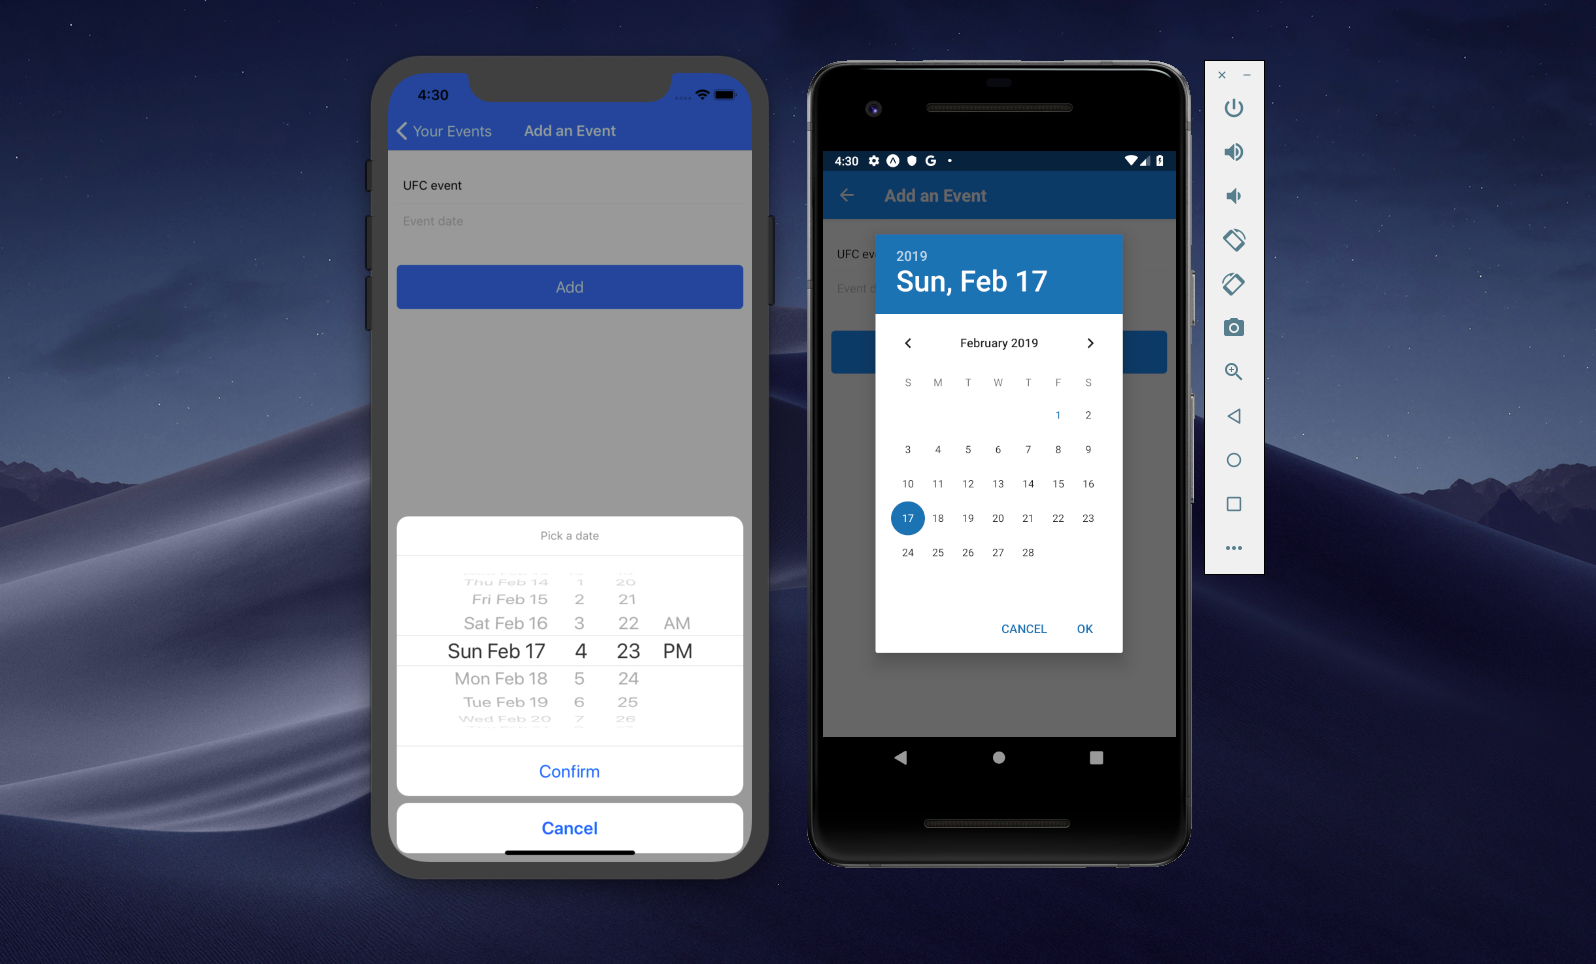 4:30
Your Events
Add an Event
UFC event
Event date
Add
Pick a date
Thu Feb 14 1 20
Fri Feb 15 2 21
Sat Feb 16 3 22 AM
Sun Feb 17 4 23 PM
Mon Feb 18 5 24
Tue Feb 19 6 25
Wed Feb 20 7 26
Confirm
Cancel
4:30 G
Add an Event
UFC ev
Event d
2019
Sun, Feb 17
February 2019
S M T W T F S
1 2
3 4 5 6 7 8 9
10 11 12 13 14 15 16
17 18 19 20 21 22 23
24 25 26 27 28
CANCEL OK